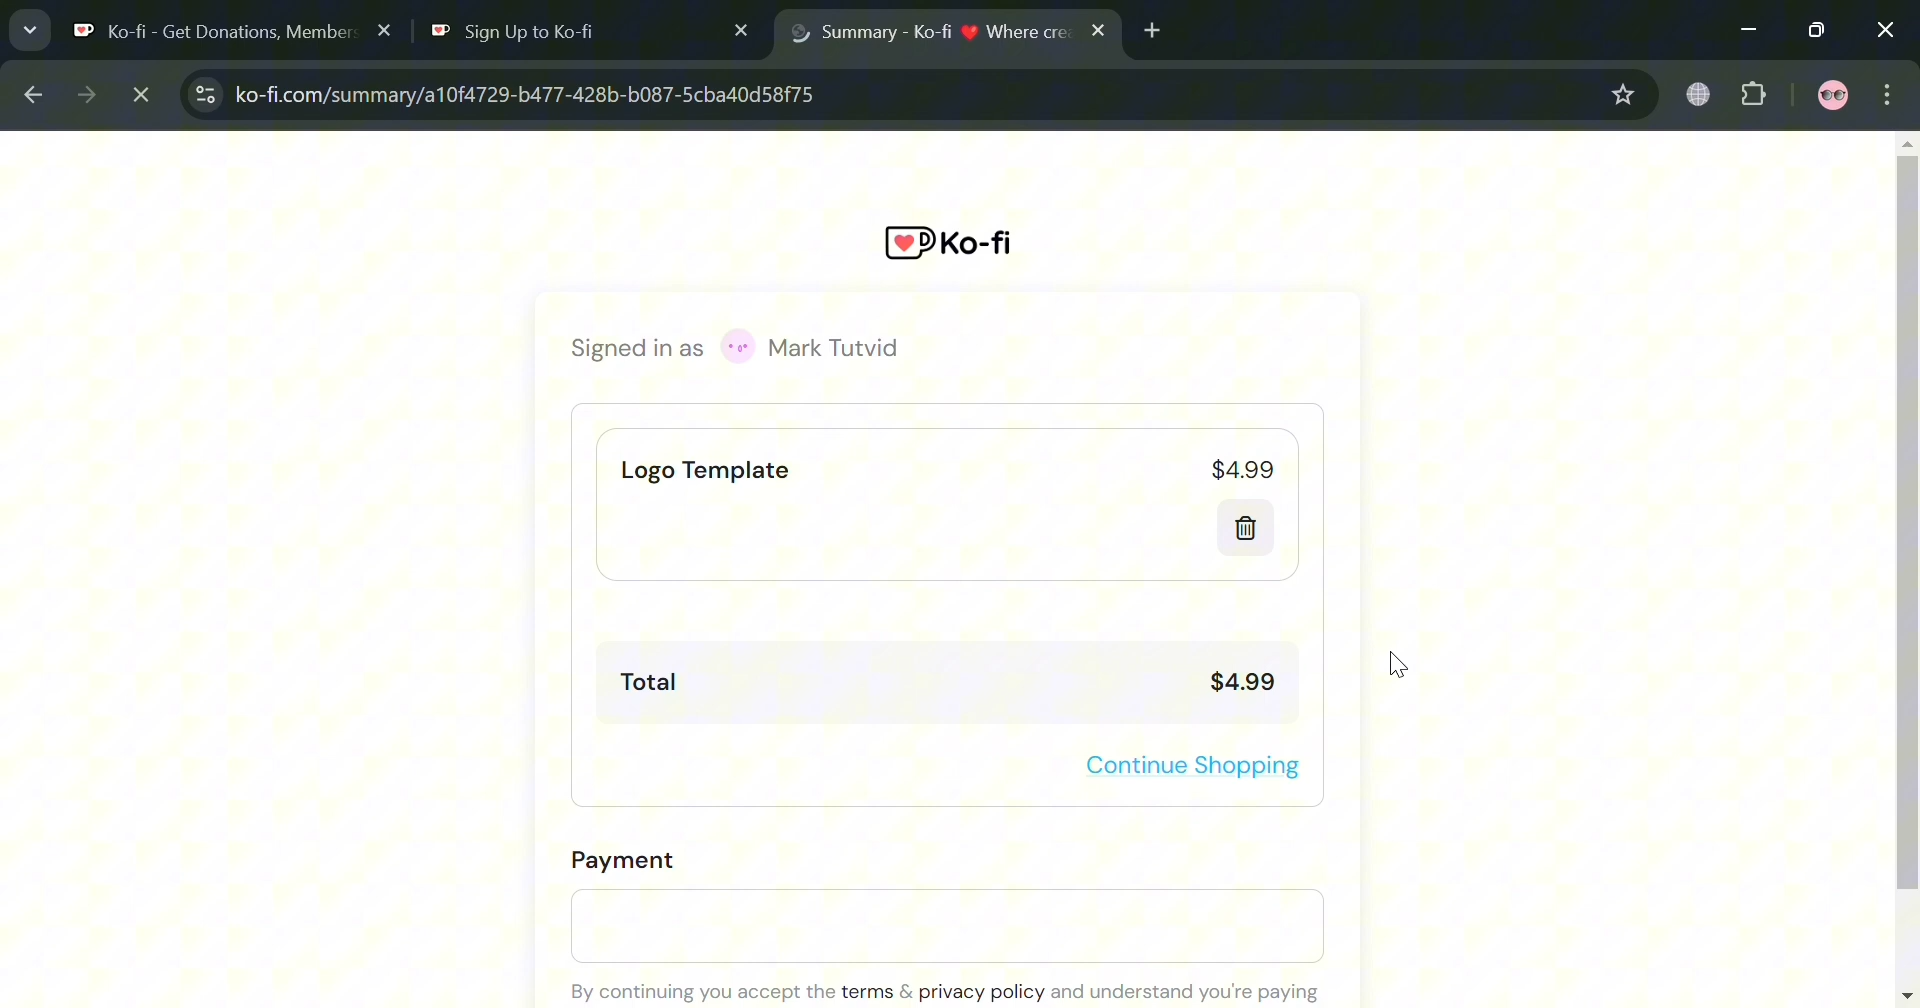 Ko-fi - Get Donations, Members
Sign Up to Ko-fi
Summary - Ko-fi ❤️ Where crea
ko-fi.com/summary/a10f4729-b477-428b-b087-5cba40d58f75
Ko-fi
Signed in as Mark Tutvid
Logo Template $4.99
Total $4.99
Continue Shopping
Payment
By continuing you accept the terms & privacy policy and understand you're paying